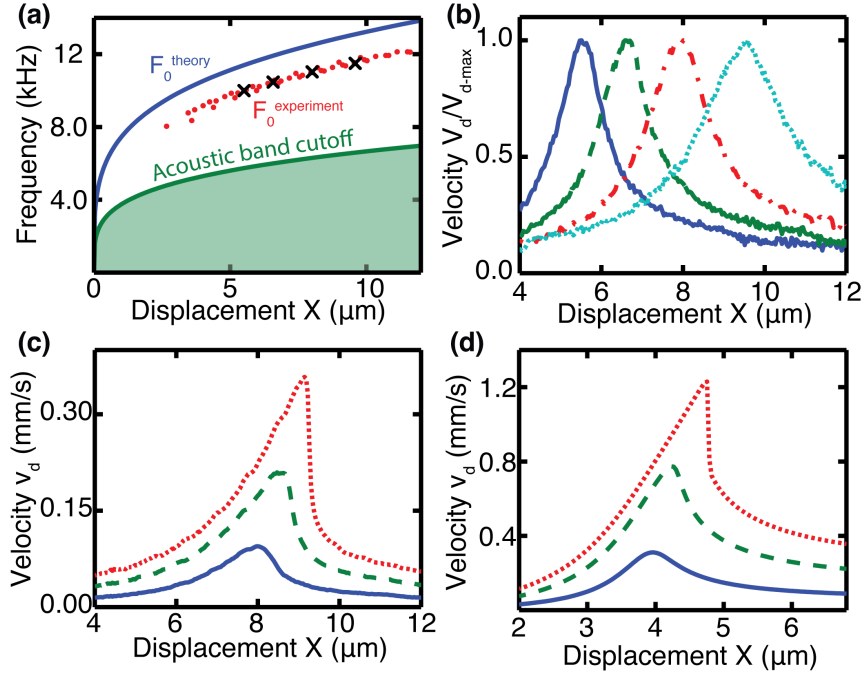 (a)
Frequency (kHz)
12
8.0
4.0
0
5
10
F0theory
F0experiment
Acoustic band cutoff
Displacement X (μm)
(b)
Velocity Vd/Vd-max
1.0
0.5
0.0
4
6
8
10
12
Displacement X (μm)
(c)
Velocity vd (mm/s)
0.30
0.15
0.00
4
6
8
10
12
Displacement X (μm)
(d)
Velocity vd (mm/s)
1.2
0.8
0.4
2
3
4
5
6
Displacement X (μm)